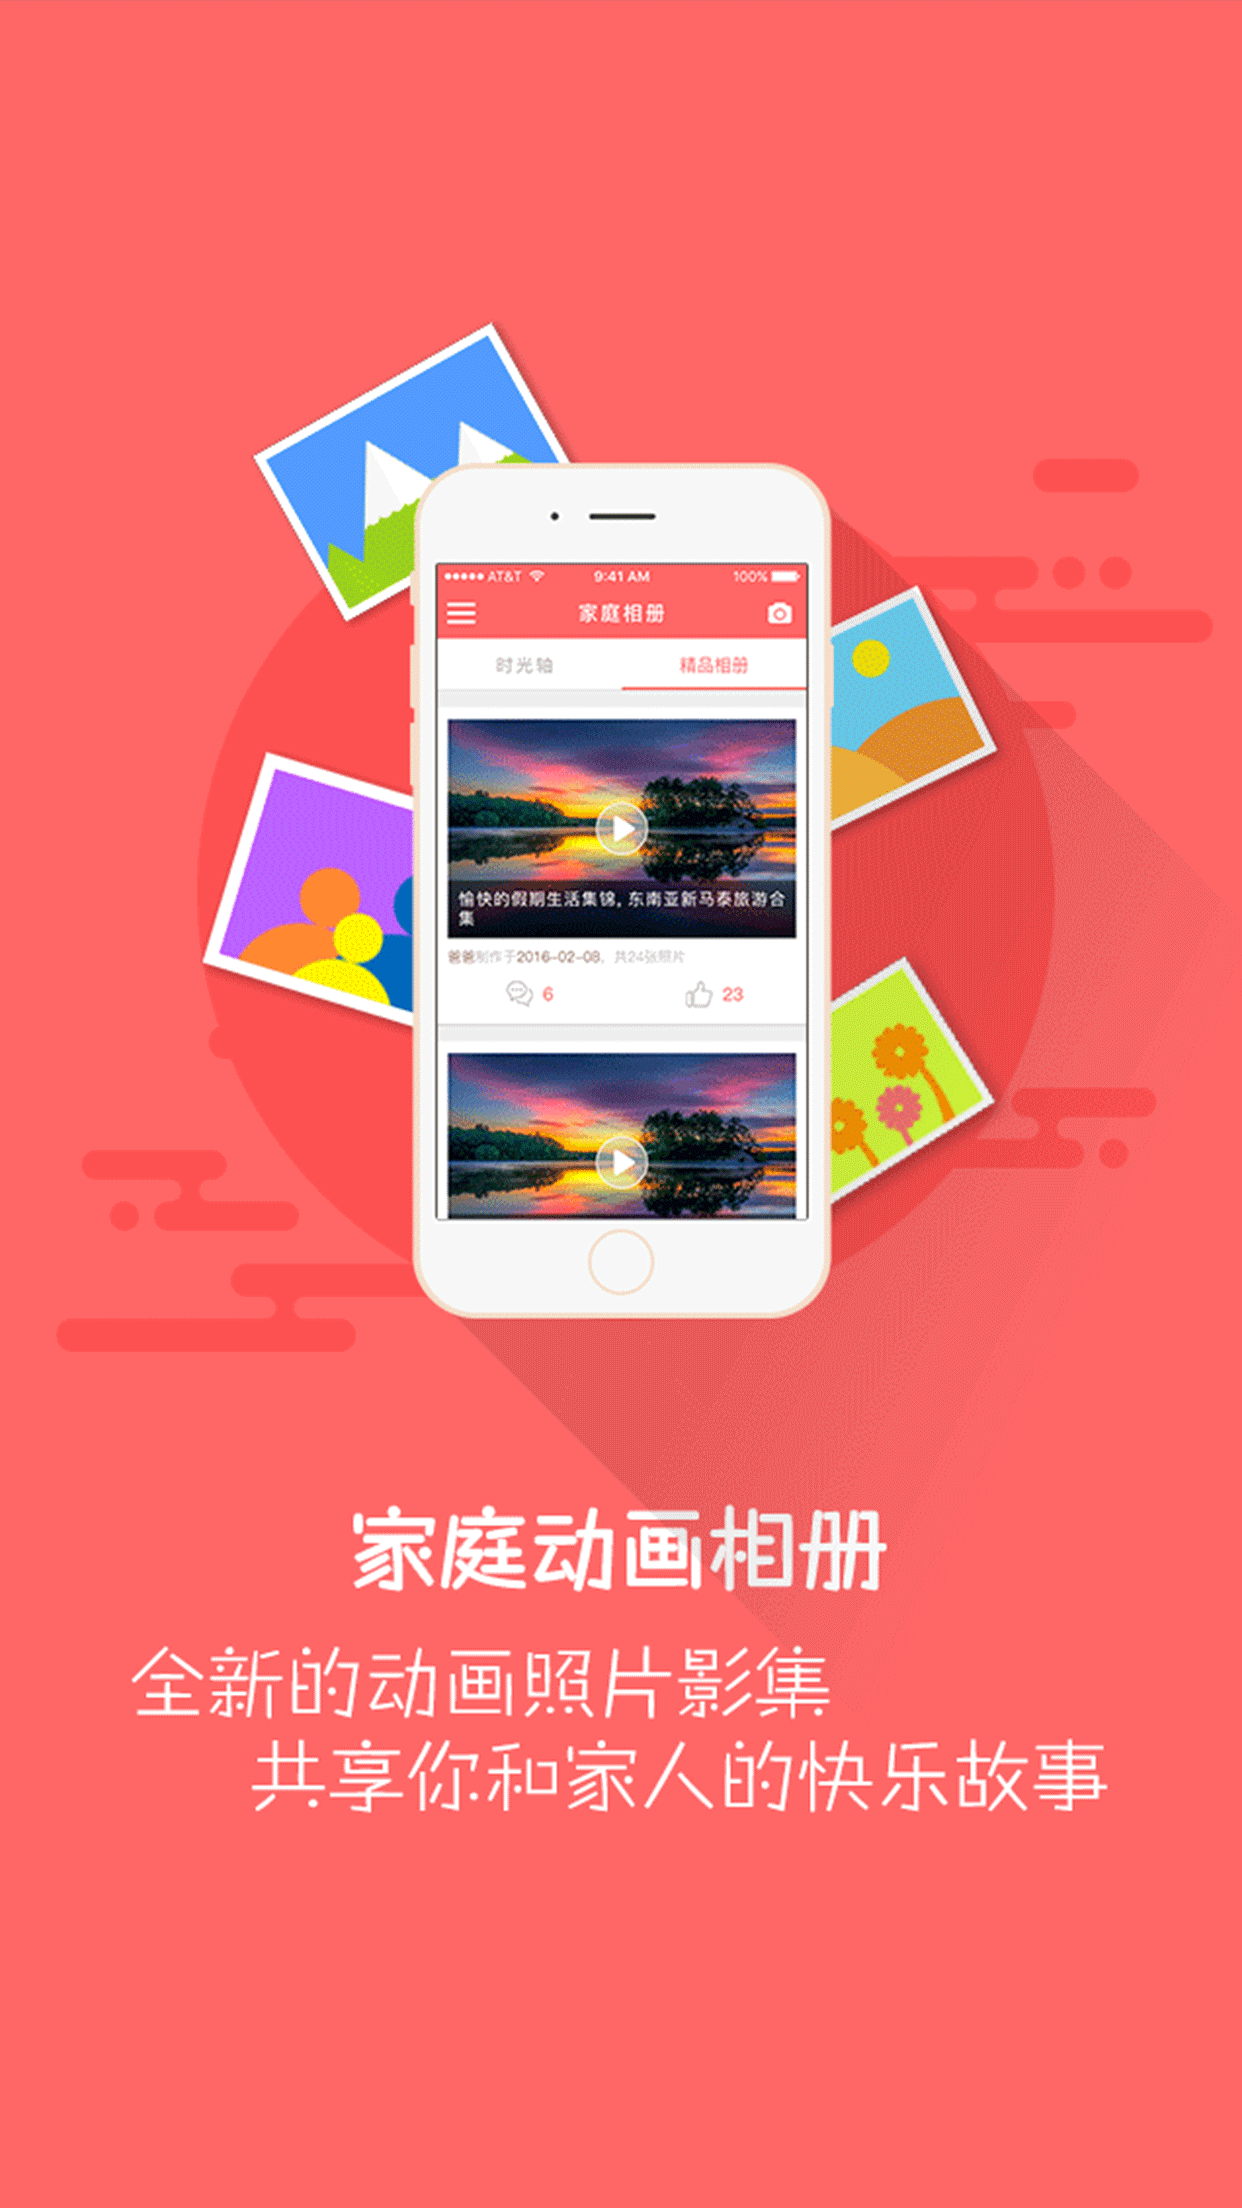 AT&T 9:41 AM 100%
家庭相册
时光轴 精品相册
愉快的假期生活集锦，东南亚新马泰旅游合
集
爸爸制作于2016-02-08，共24张照片
6 23
家庭动画相册
全新的动画照片影集
共享你和家人的快乐故事